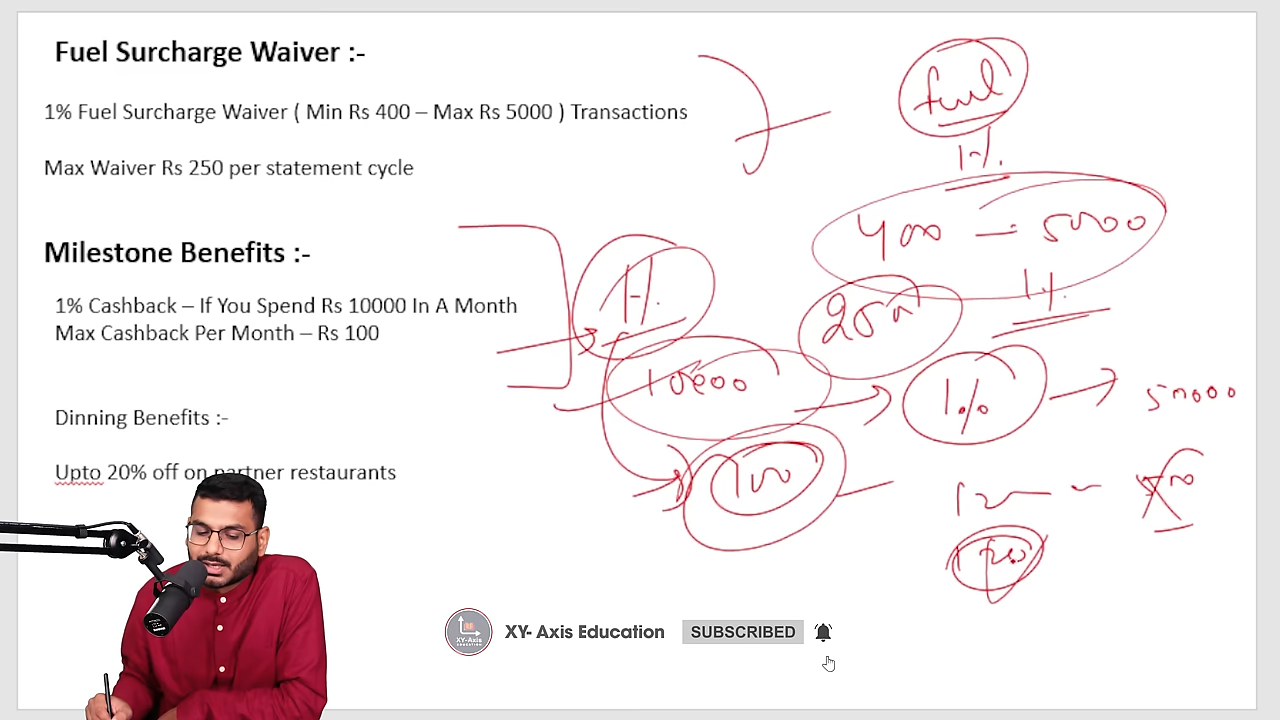 Fuel Surcharge Waiver :-
1% Fuel Surcharge Waiver ( Min Rs 400 – Max Rs 5000 ) Transactions
Max Waiver Rs 250 per statement cycle
Milestone Benefits :-
1% Cashback – If You Spend Rs 10000 In A Month
Max Cashback Per Month – Rs 100
Dinning Benefits :-
Upto 20% off on partner restaurants
fuel
1%.
400 – 5000
1%.
1%.
250
10000
1%
50000
100
XY- Axis Education
SUBSCRIBED
XY-Axis